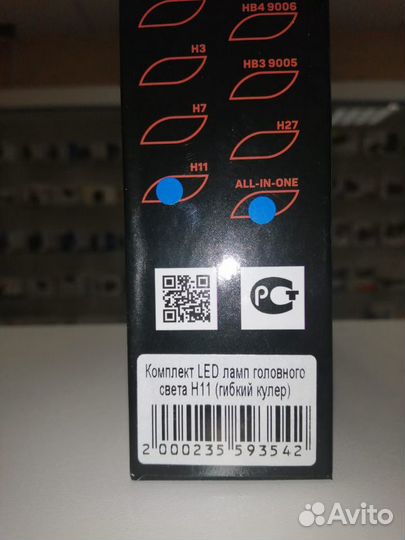 HB4 9006
H3
HB3 9005
H7
H27
H11
ALL-IN-ONE
РСТ
Комплект LED ламп головного
света H11 (гибкий кулер)
2 000235 593542
Avito